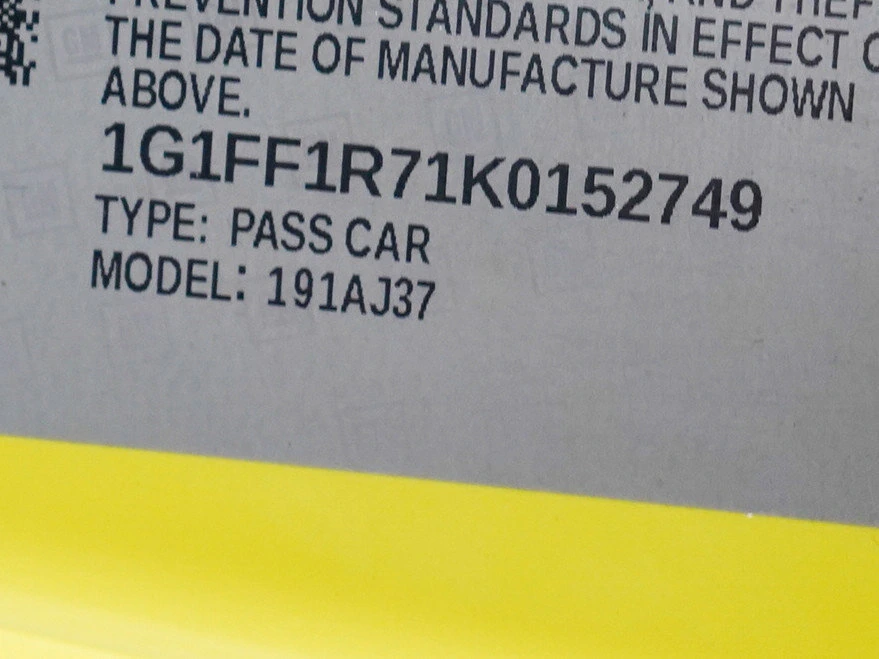 PREVENTION STANDARDS IN EFFECT
THE DATE OF MANUFACTURE SHOWN
ABOVE.
1G1FF1R71K0152749
TYPE: PASS CAR
MODEL: 191AJ37